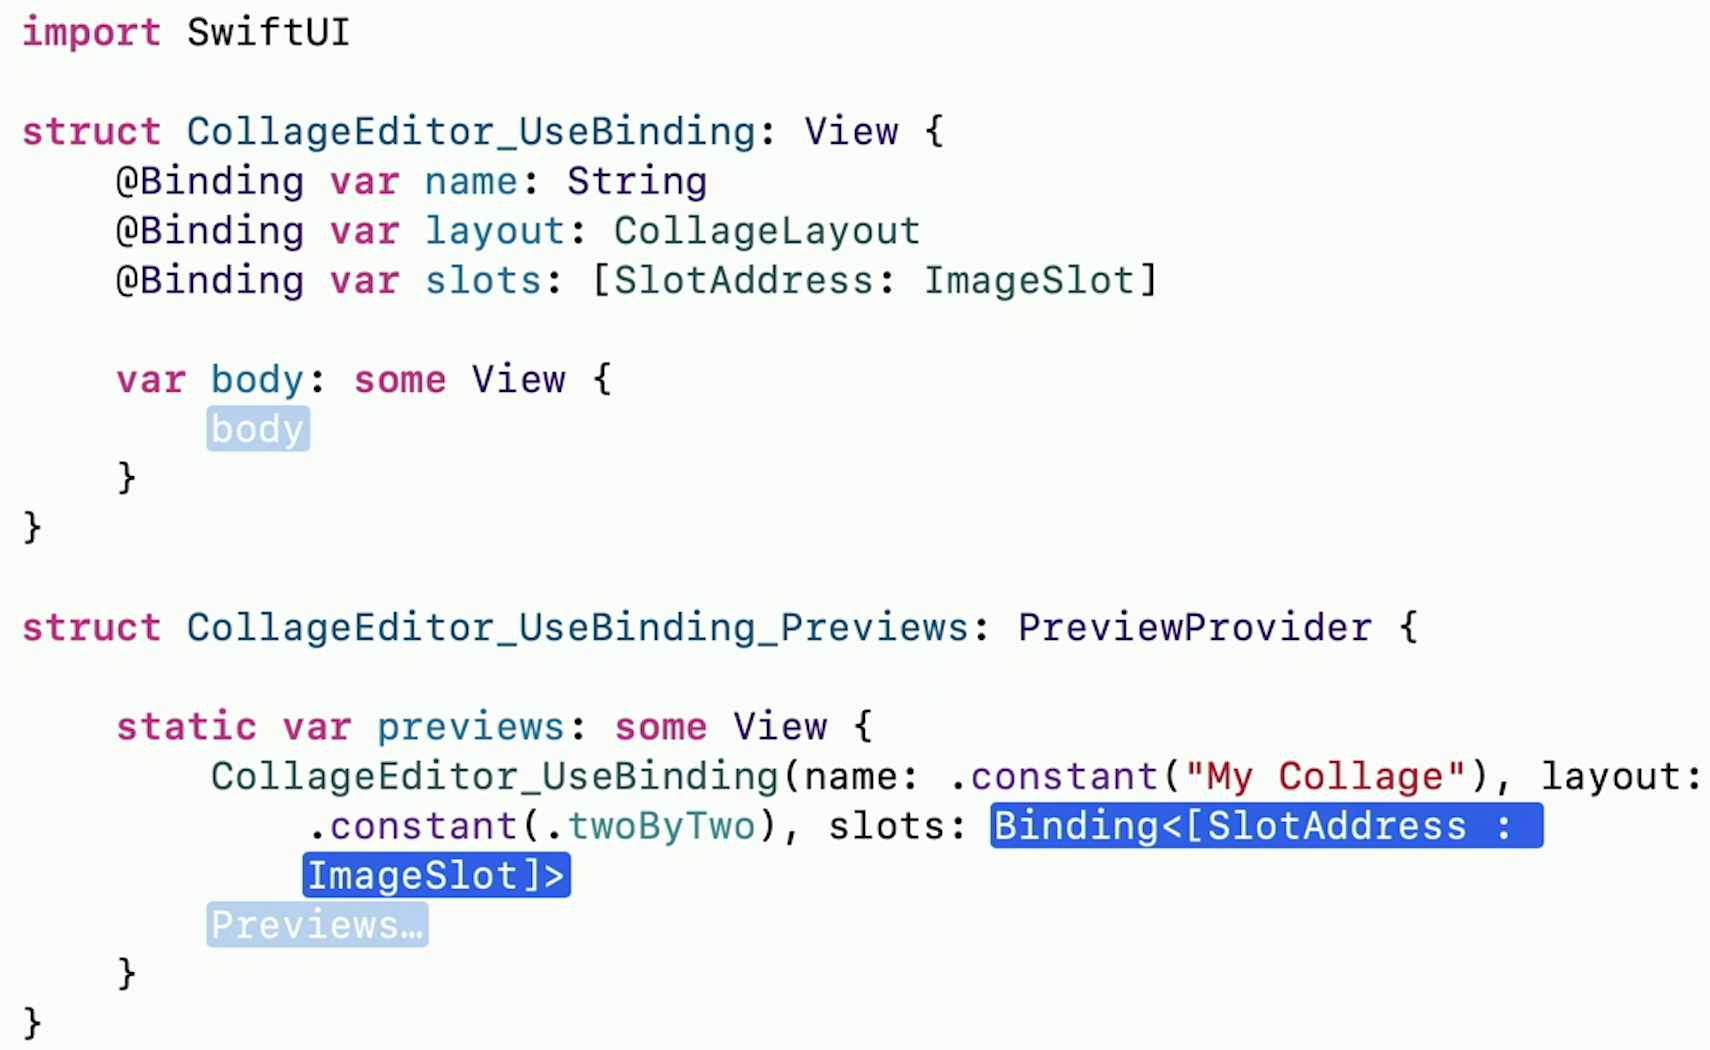 import SwiftUI
struct CollageEditor_UseBinding: View {
@Binding var name: String
@Binding var layout: CollageLayout
@Binding var slots: [SlotAddress: ImageSlot]
var body: some View {
body
}
}
struct CollageEditor_UseBinding_Previews: PreviewProvider {
static var previews: some View {
CollageEditor_UseBinding(name: .constant("My Collage"), layout:
.constant(.twoByTwo), slots: Binding<[SlotAddress :
ImageSlot]>
Previews…
}
}